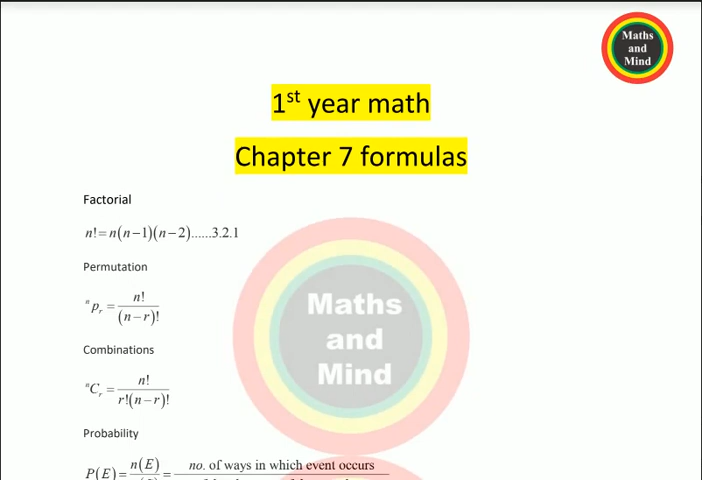 Maths
and
Mind
1st year math
Chapter 7 formulas
Factorial
n!=n(n−1)(n−2)......3.2.1
Permutation
ⁿpᵣ = n!/(n−r)!
Combinations
ⁿCᵣ = n!/r!(n−r)!
Maths
and
Mind
Probability
P(E)= n(E) = no. of ways in which event occurs